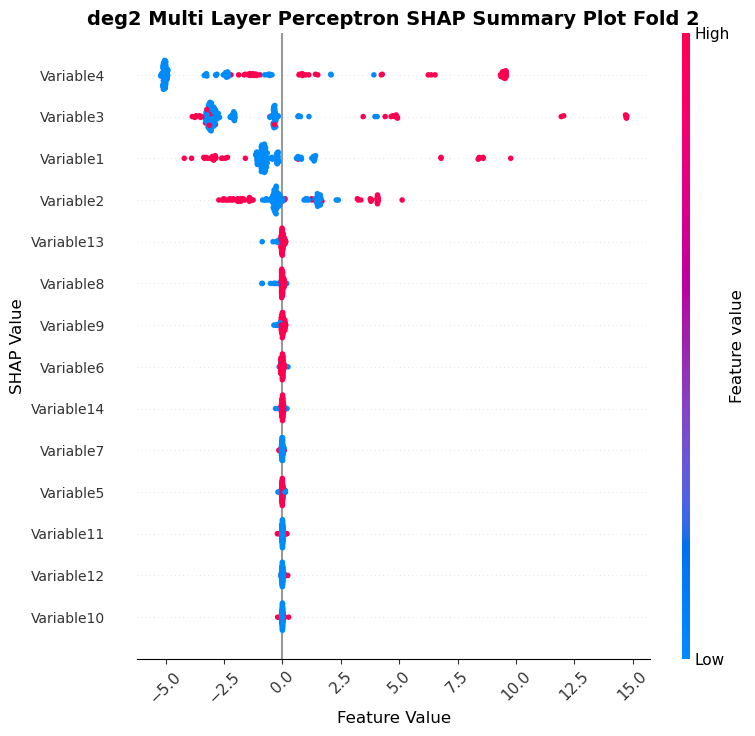 deg2 Multi Layer Perceptron SHAP Summary Plot Fold 2
High
Variable4
Variable3
Variable1
Variable2
Variable13
Variable8
Variable9
Variable6
Variable14
Variable7
Variable5
Variable11
Variable12
Variable10
SHAP Value
Feature value
Low
−5.0
−2.5
0.0
2.5
5.0
7.5
10.0
12.5
15.0
Feature Value